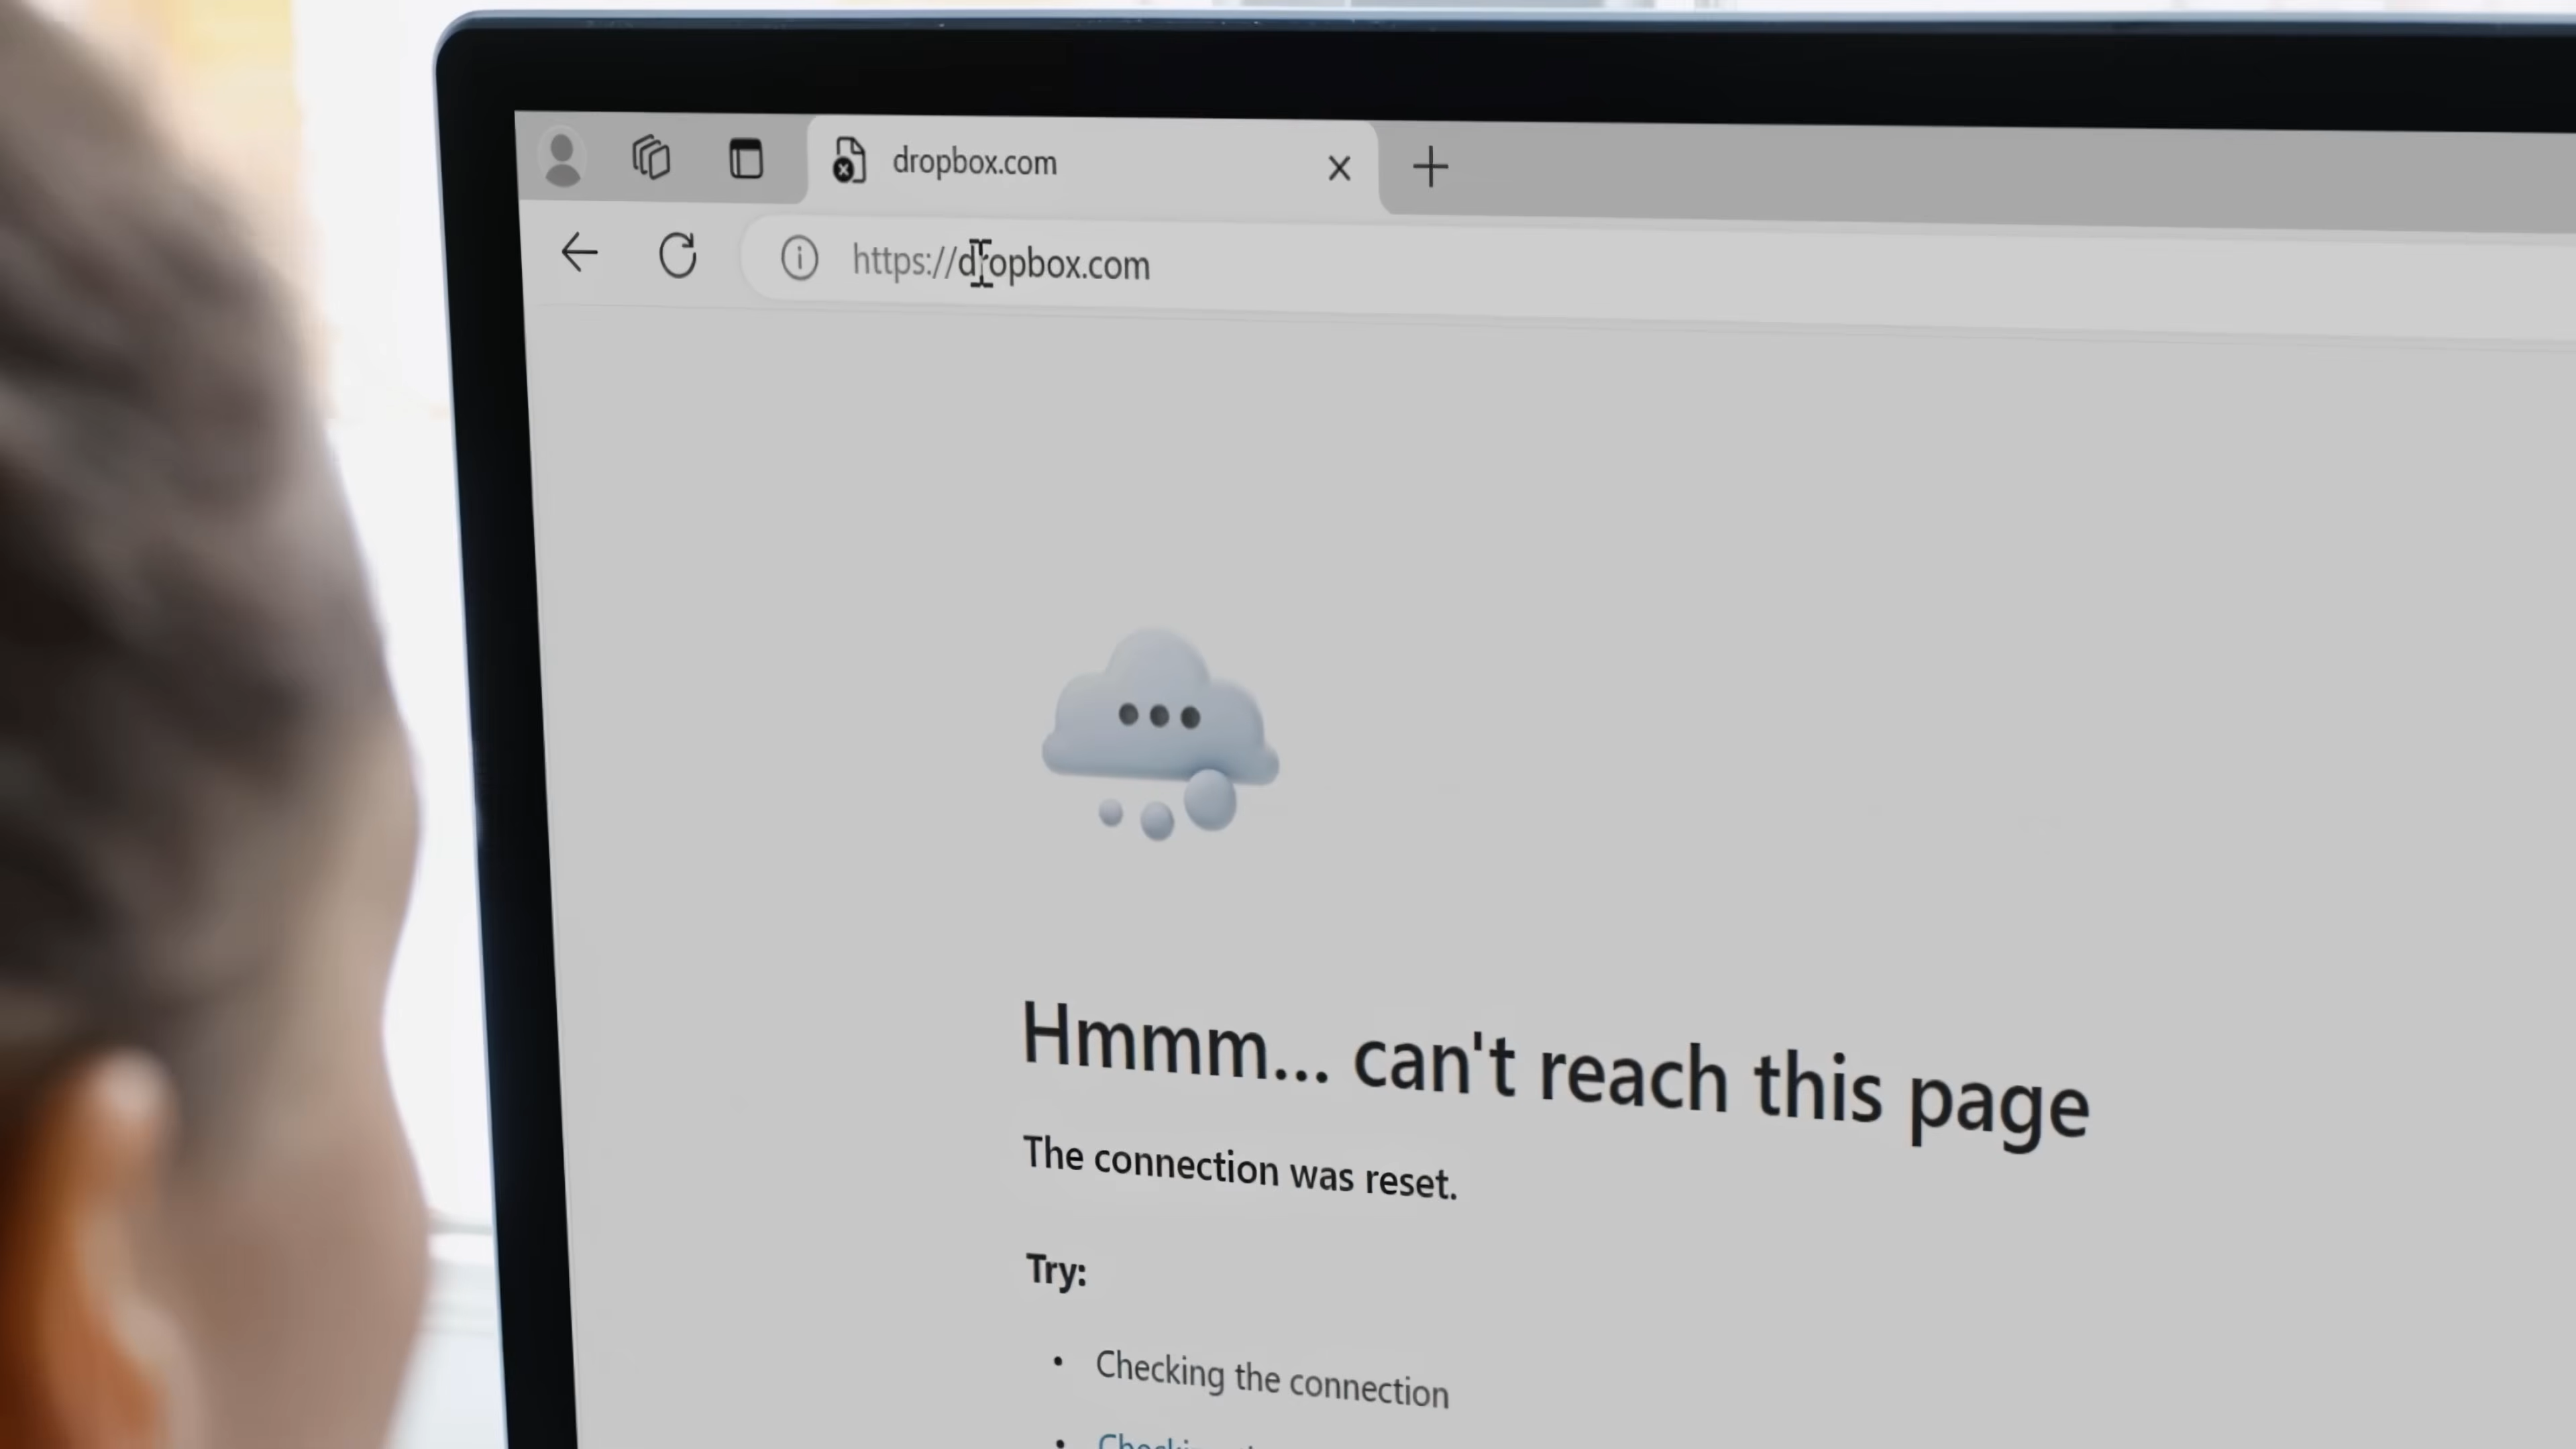 dropbox.com
https://dropbox.com
Hmmm... can't reach this page
The connection was reset.
Try:
• Checking the connection
•